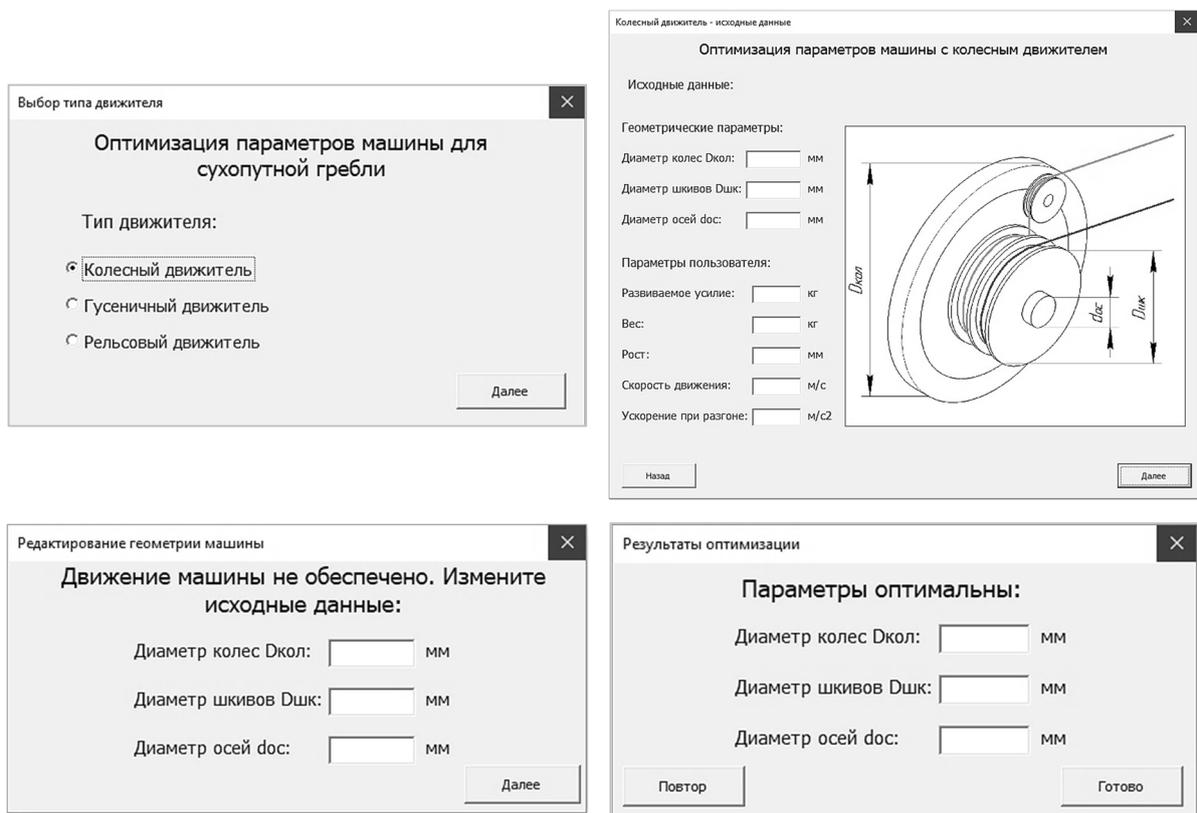 Выбор типа движителя
Оптимизация параметров машины для
сухопутной гребли
Тип движителя:
Колесный движитель
Гусеничный движитель
Рельсовый движитель
Далее
Колесный движитель - исходные данные
Оптимизация параметров машины с колесным движителем
Исходные данные:
Геометрические параметры:
Диаметр колес Dкол: мм
Диаметр шкивов Dшк: мм
Диаметр осей doc: мм
Параметры пользователя:
Развиваемое усилие: кг
Вес: кг
Рост: мм
Скорость движения: м/с
Ускорение при разгоне: м/с2
Dкол
doc
Dшк
Назад
Далее
Редактирование геометрии машины
Движение машины не обеспечено. Измените
исходные данные:
Диаметр колес Dкол: мм
Диаметр шкивов Dшк: мм
Диаметр осей doc: мм
Далее
Результаты оптимизации
Параметры оптимальны:
Диаметр колес Dкол: мм
Диаметр шкивов Dшк: мм
Диаметр осей doc: мм
Повтор
Готово